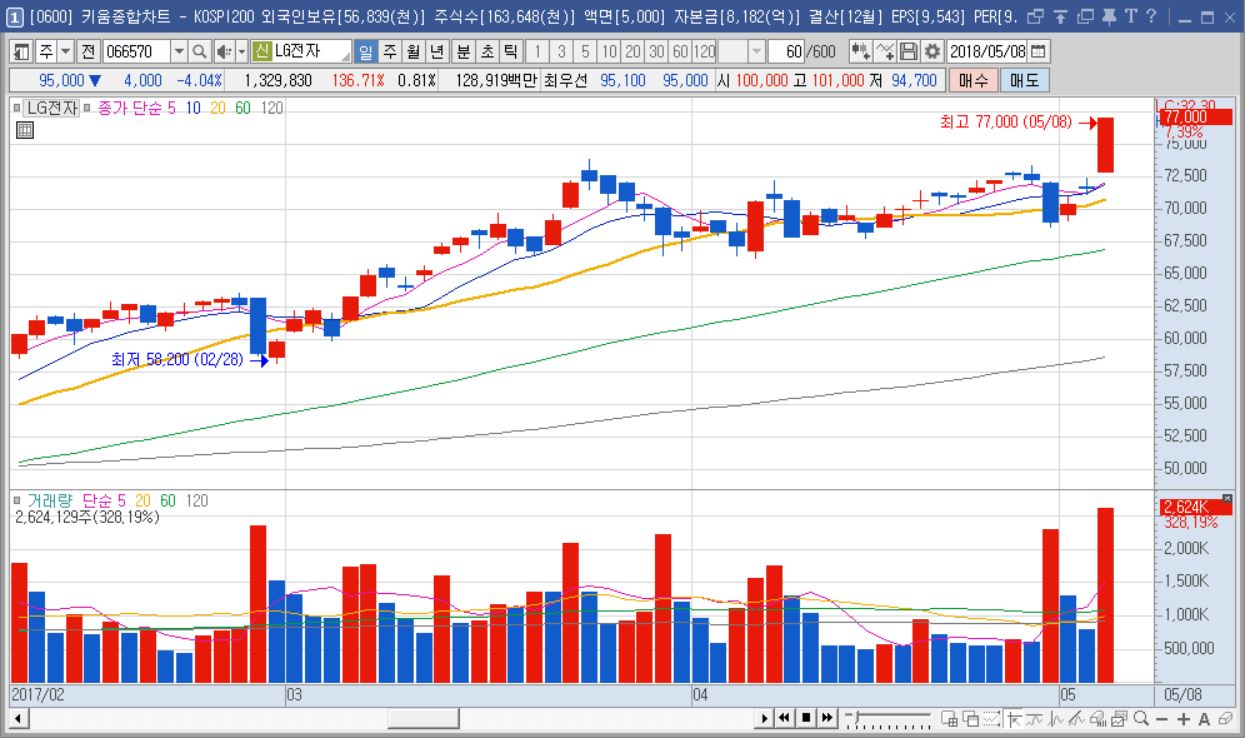 1 [0600] 키움종합차트 - KOSPI200 외국인보유[56,839(천)] 주식수[163,648(천)] 액면[5,000] 자본금[8,182(억)] 결산[12월] EPS[9,543] PER[9. T ?
주 전 066570 신 LG전자 일 주 월 년 분 초 틱 1 3 5 10 20 30 60 120 60 /600 2018/05/08
95,000 ▼ 4,000 -4.04% 1,329,830 136.71% 0.81% 128,919백만 최우선 95,100 95,000 시 100,000 고 101,000 저 94,700 매수 매도
LG전자 종가 단순 5 10 20 60 120
LC:32.30
최고 77,000 (05/08)
77,000
7.39%
75,000
72,500
70,000
67,500
65,000
62,500
60,000
최저 58,200 (02/28)
57,500
55,000
52,500
50,000
거래량 단순 5 20 60 120
2,624,129주(328.19%)
2,624K
328.19%
2,000K
1,500K
1,000K
500,000
2017/02 03 04 05 05/08
A